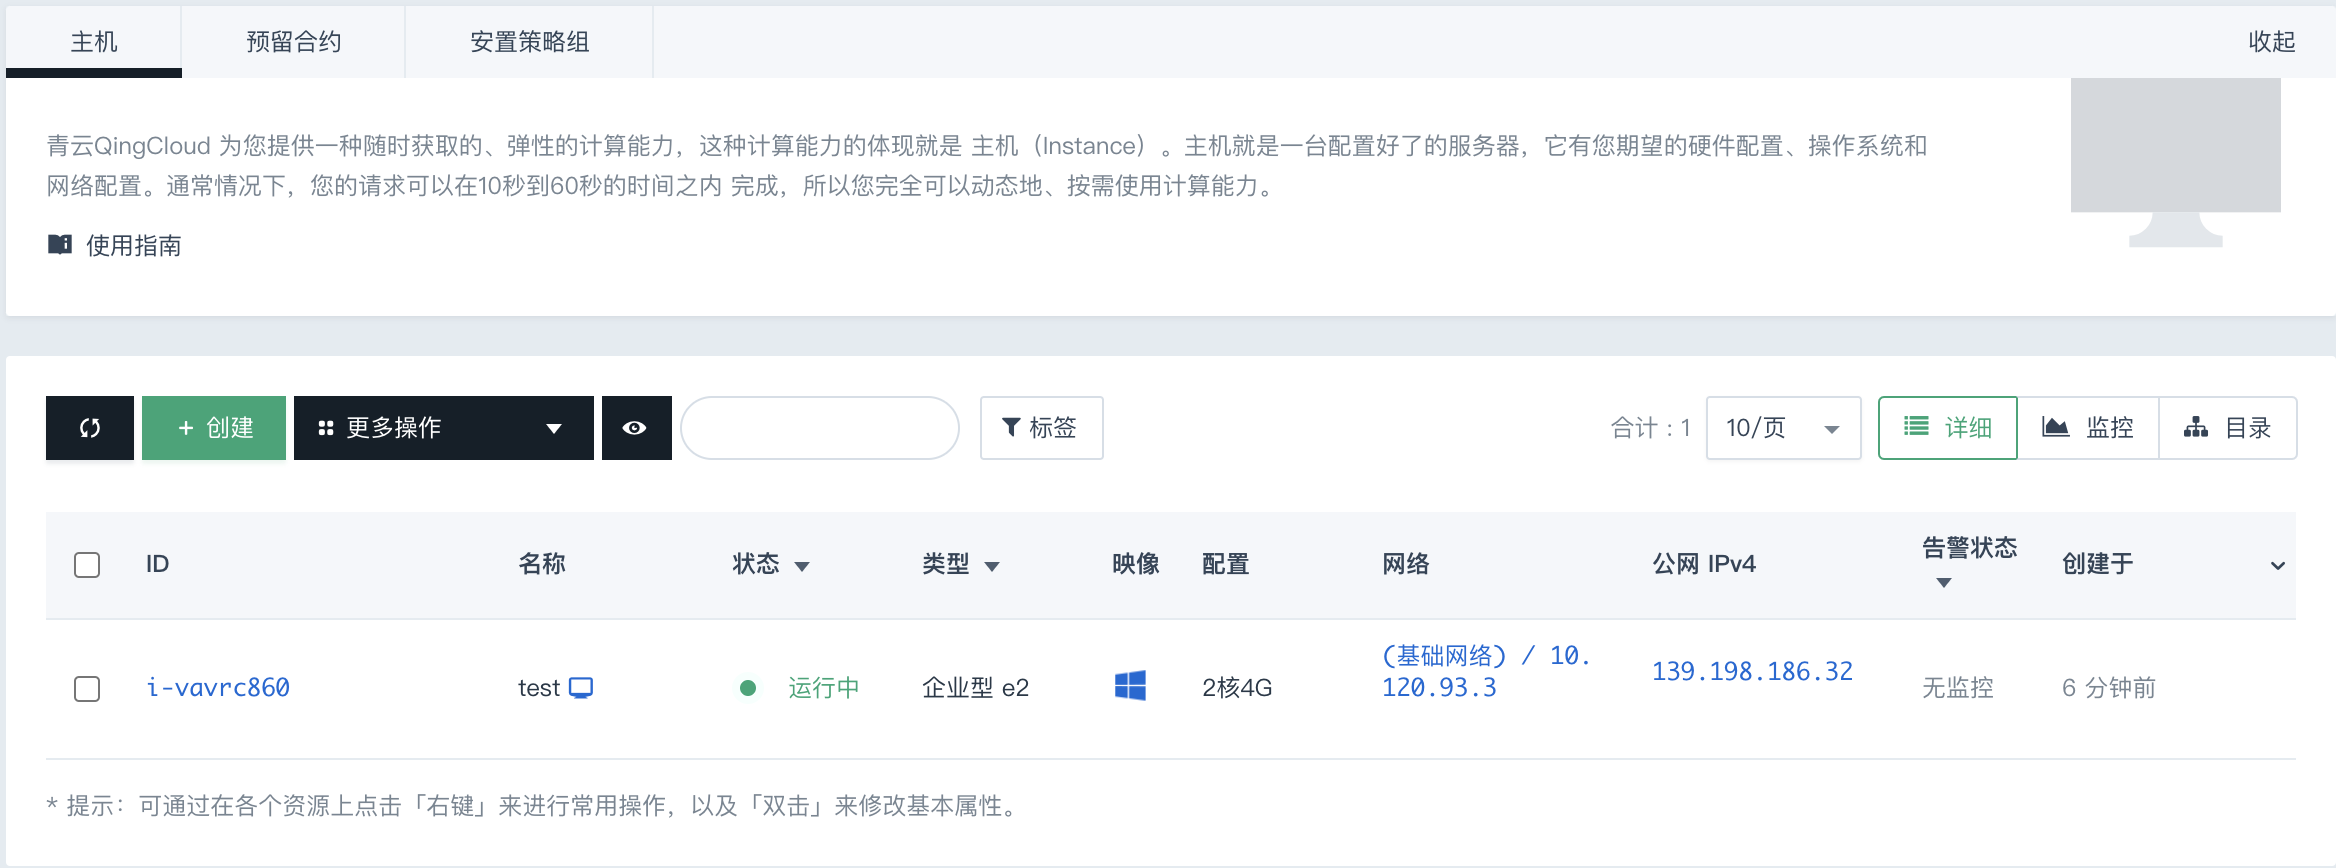 主机
预留合约
安置策略组
收起
青云QingCloud 为您提供一种随时获取的、弹性的计算能力，这种计算能力的体现就是 主机（Instance）。主机就是一台配置好了的服务器，它有您期望的硬件配置、操作系统和
网络配置。通常情况下，您的请求可以在10秒到60秒的时间之内 完成，所以您完全可以动态地、按需使用计算能力。
使用指南
+ 创建
更多操作
标签
合计 : 1
10/页
详细
监控
目录
ID
名称
状态
类型
映像
配置
网络
公网 IPv4
告警状态
创建于
i-vavrc860
test
运行中
企业型 e2
2核4G
(基础网络) / 10.
120.93.3
139.198.186.32
无监控
6 分钟前
* 提示：可通过在各个资源上点击「右键」来进行常用操作，以及「双击」来修改基本属性。